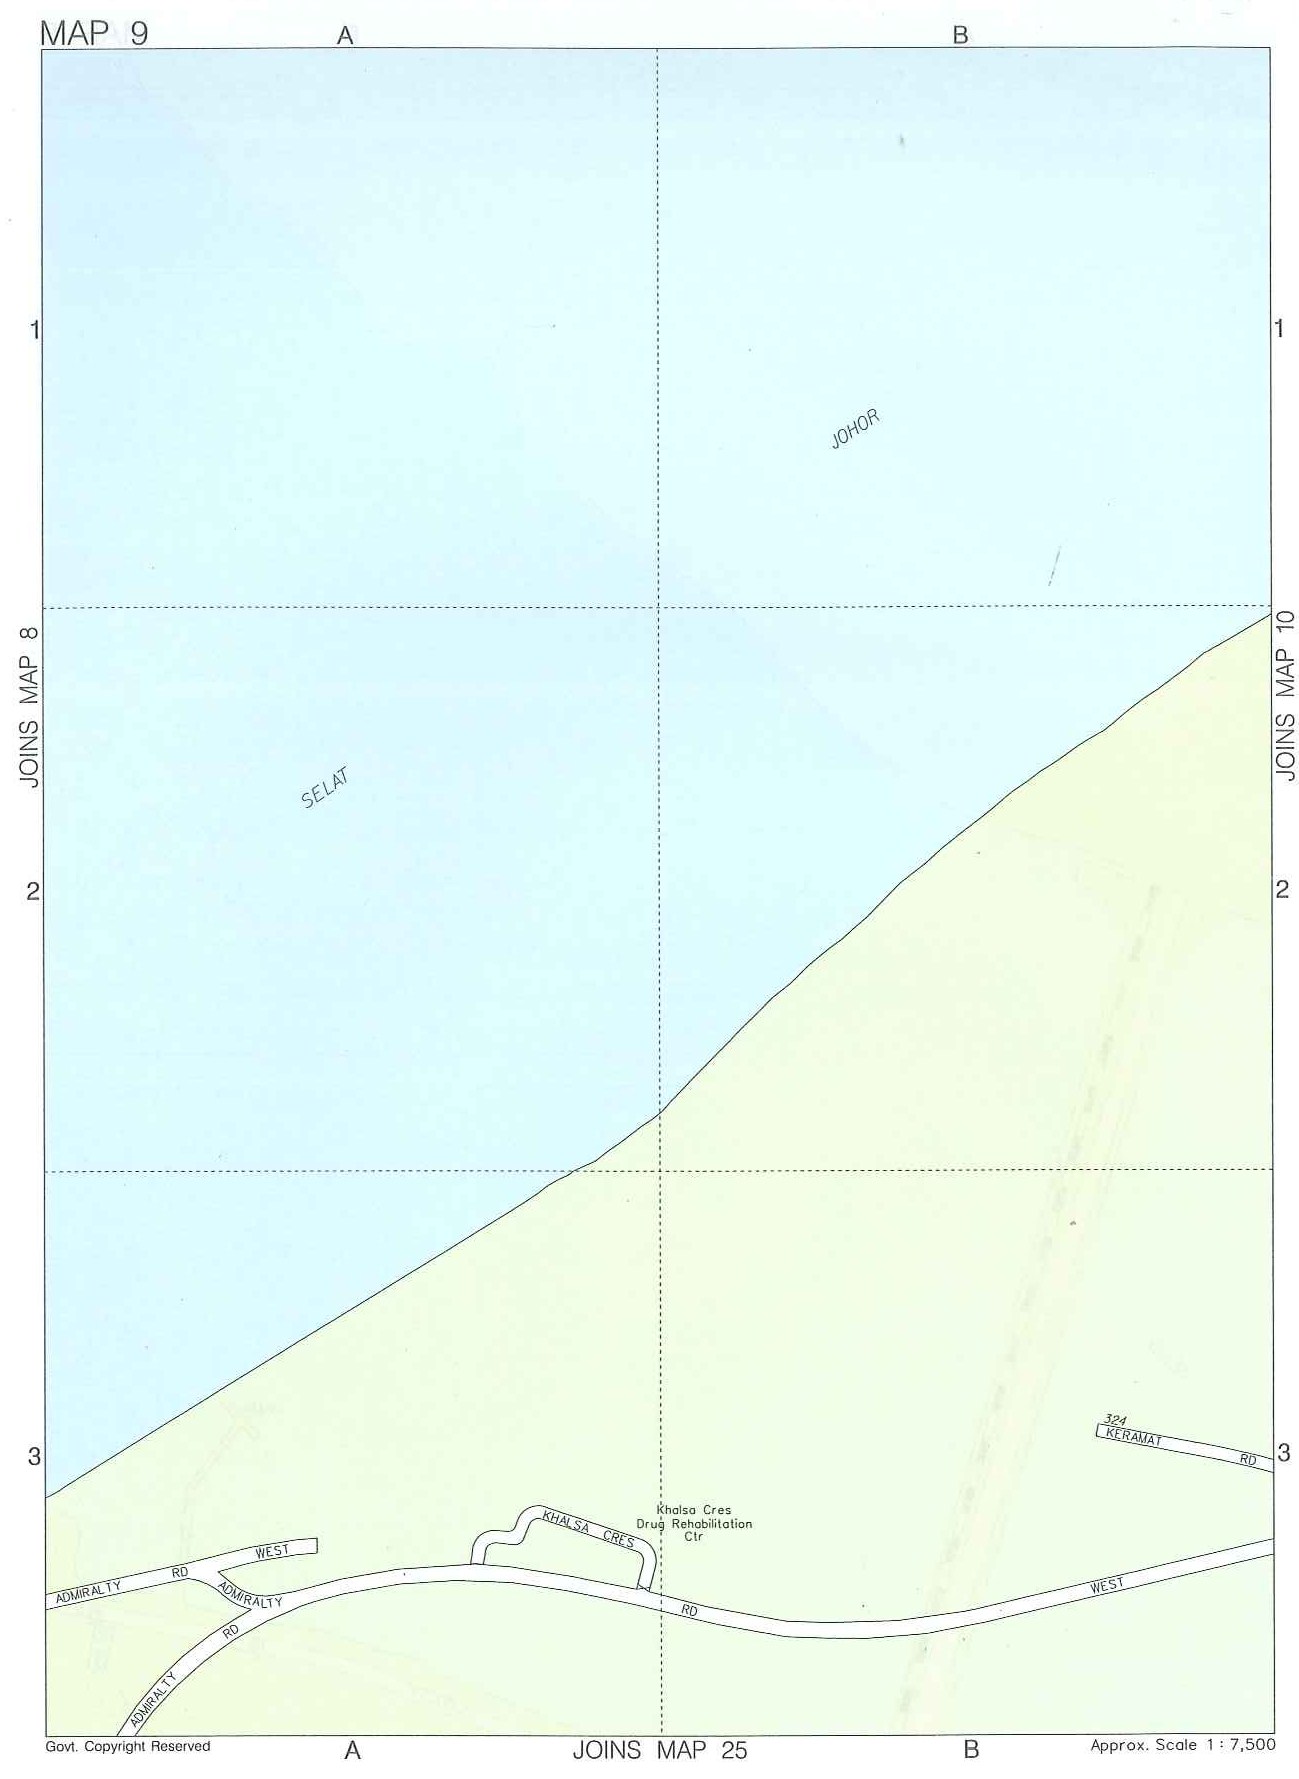 MAP 9
A
B
1
1
JOHOR
JOINS MAP 8
JOINS MAP 10
SELAT
2
2
3
3
324
KERAMAT RD
KHALSA CRES
Khalsa Cres
Drug Rehabilitation
Ctr
ADMIRALTY RD WEST
ADMIRALTY
RD WEST
ADMIRALTY RD
Govt. Copyright Reserved
A
JOINS MAP 25
B
Approx. Scale 1 : 7,500